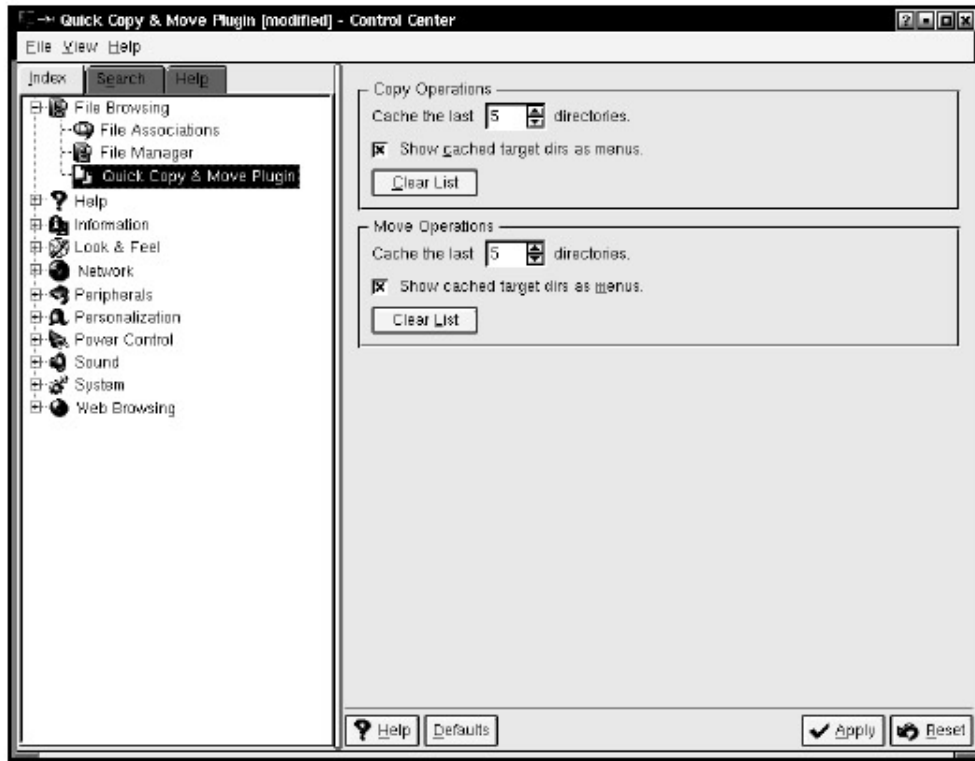 Quick Copy & Move Plugin [modified] - Control Center
File View Help
Index Search Help
File Browsing
File Associations
File Manager
Quick Copy & Move Plugin
Help
Information
Look & Feel
Network
Peripherals
Personalization
Power Control
Sound
System
Web Browsing
Copy Operations
Cache the last 5 directories.
Show cached target dirs as menus.
Clear List
Move Operations
Cache the last 5 directories.
Show cached target dirs as menus.
Clear List
Help Defaults Apply Reset